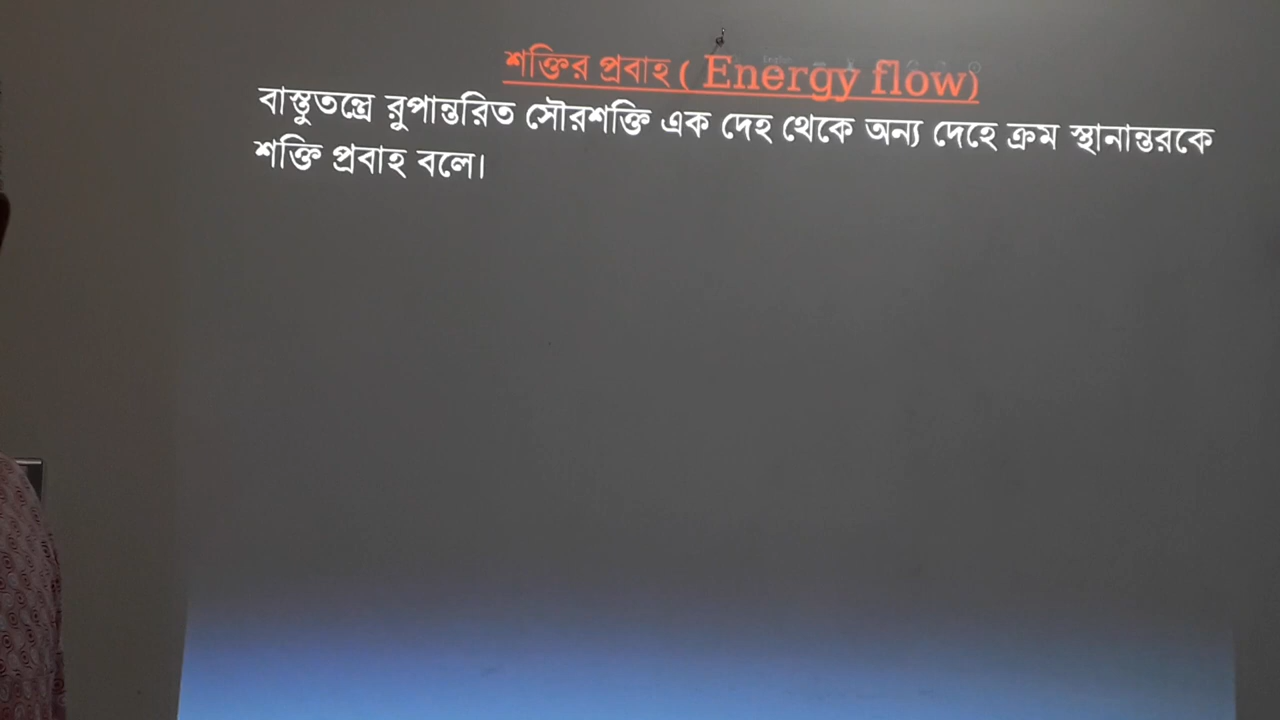 শক্তির প্রবাহ ( Energy flow)
বাস্তুতন্ত্রে রুপান্তরিত সৌরশক্তি এক দেহ থেকে অন্য দেহে ক্রম স্থানান্তরকে
শক্তি প্রবাহ বলে।